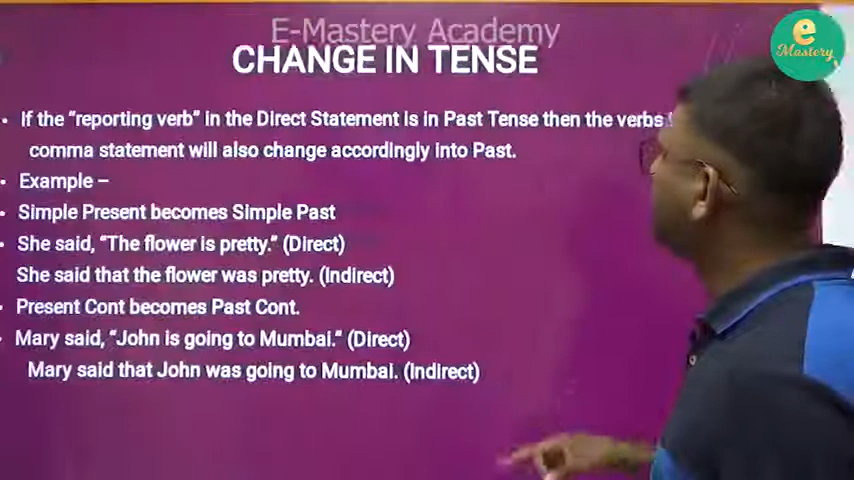 E-Mastery Academy
e
Mastery
CHANGE IN TENSE
• If the "reporting verb" in the Direct Statement is in Past Tense then the verbs
comma statement will also change accordingly into Past.
• Example –
• Simple Present becomes Simple Past
• She said, "The flower is pretty." (Direct)
She said that the flower was pretty. (Indirect)
• Present Cont becomes Past Cont.
• Mary said, "John is going to Mumbai." (Direct)
Mary said that John was going to Mumbai. (Indirect)